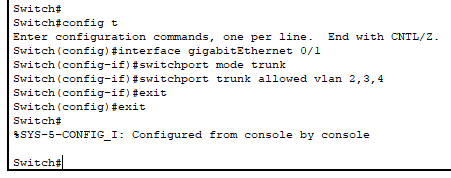 Switch#
Switch#config t
Enter configuration commands, one per line.  End with CNTL/Z.
Switch(config)#interface gigabitEthernet 0/1
Switch(config-if)#switchport mode trunk
Switch(config-if)#switchport trunk allowed vlan 2,3,4
Switch(config-if)#exit
Switch(config)#exit
Switch#
%SYS-5-CONFIG_I: Configured from console by console
Switch#